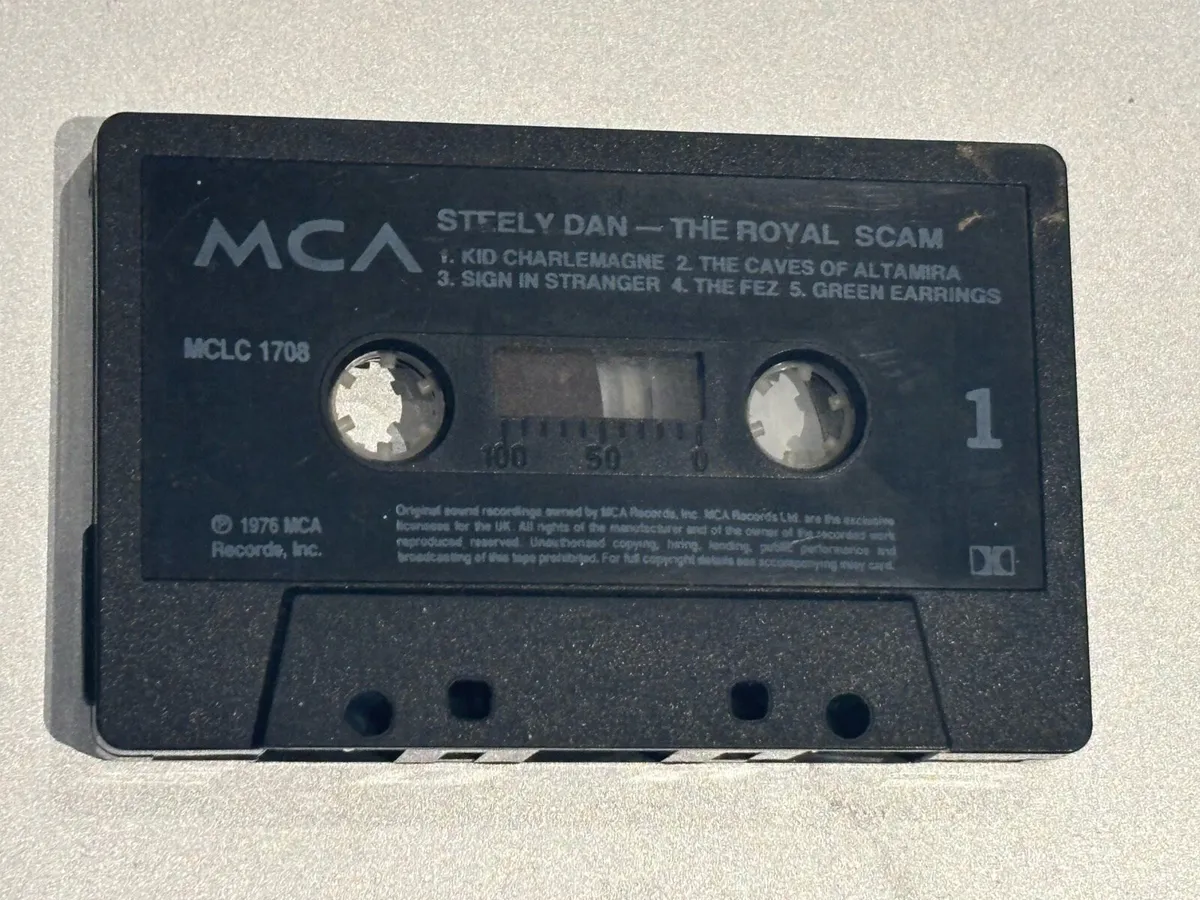 MCA
STEELY DAN — THE ROYAL SCAM
1. KID CHARLEMAGNE 2. THE CAVES OF ALTAMIRA
3. SIGN IN STRANGER 4. THE FEZ 5. GREEN EARRINGS
MCLC 1708
100 50 0
1
℗ 1976 MCA
Records, Inc.
Original sound recordings owned by MCA Records, Inc. MCA Records Ltd. are the exclusive
licensees for the UK. All rights of the manufacturer and of the owner of the recorded work
reproduced reserved. Unauthorized copying, hiring, lending, public performance and
broadcasting of this tape prohibited. For full copyright details see accompanying inlay card.